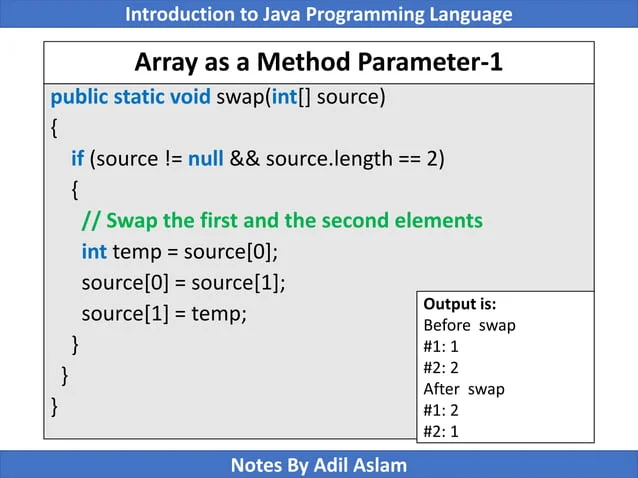 Introduction to Java Programming Language
Array as a Method Parameter-1
public static void swap(int[] source)
{
if (source != null && source.length == 2)
{
// Swap the first and the second elements
int temp = source[0];
source[0] = source[1];
source[1] = temp;
}
}
}
Output is:
Before swap
#1: 1
#2: 2
After swap
#1: 2
#2: 1
Notes By Adil Aslam